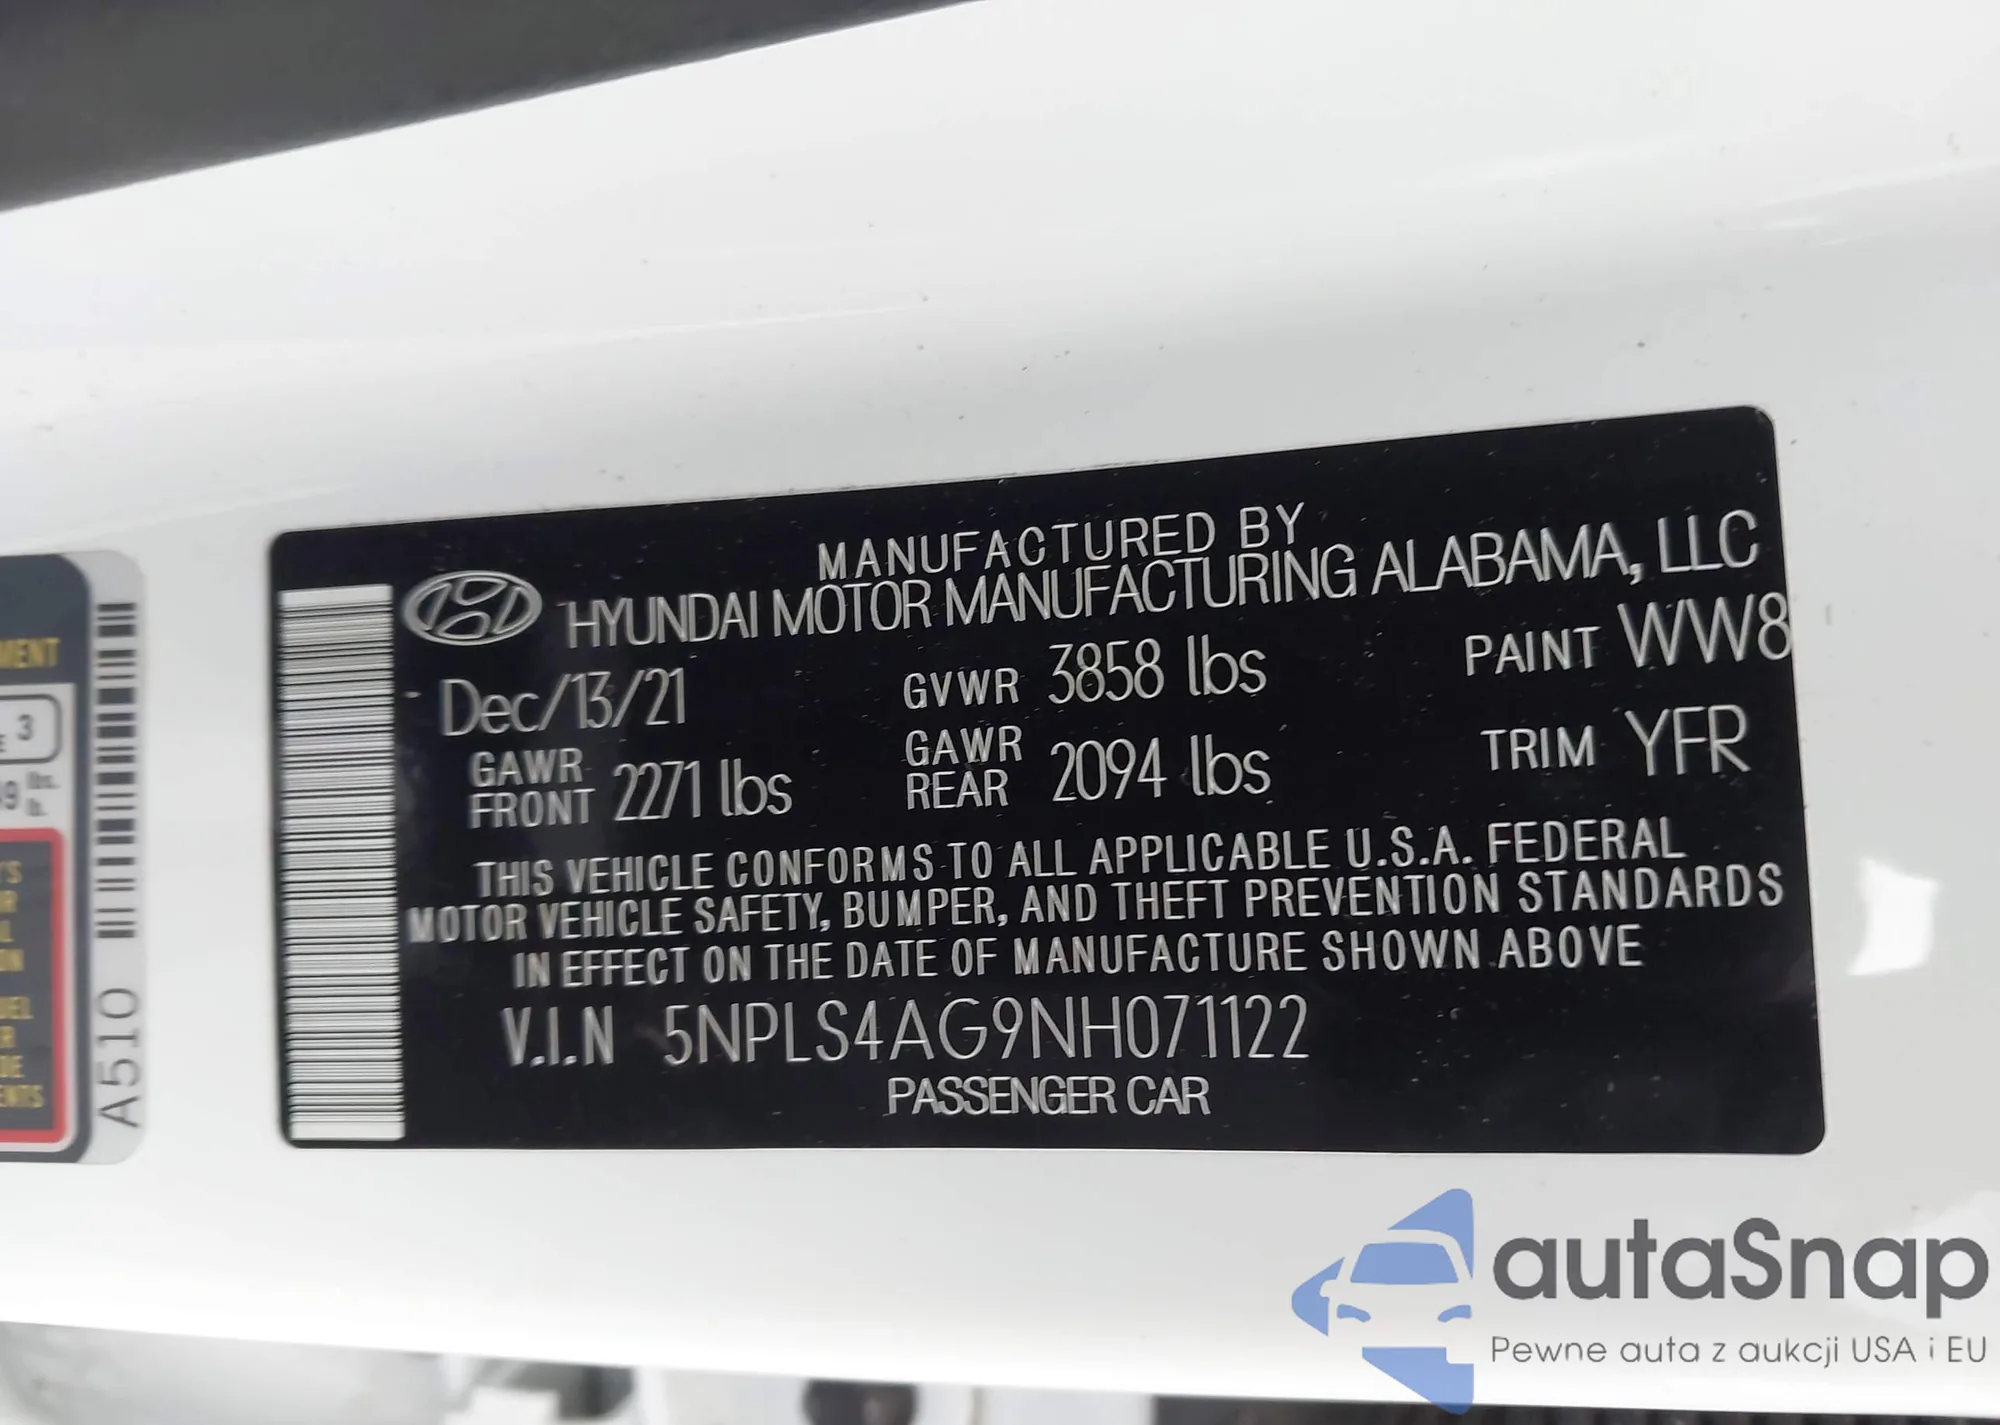 MANUFACTURED BY
HYUNDAI MOTOR MANUFACTURING ALABAMA, LLC
Dec/13/21 GVWR 3858 lbs PAINT WW8
GAWR FRONT 2271 lbs GAWR REAR 2094 lbs TRIM YFR
THIS VEHICLE CONFORMS TO ALL APPLICABLE U.S.A. FEDERAL
MOTOR VEHICLE SAFETY, BUMPER, AND THEFT PREVENTION STANDARDS
IN EFFECT ON THE DATE OF MANUFACTURE SHOWN ABOVE
V.I.N 5NPLS4AG9NH071122
PASSENGER CAR
3
lbs.
A510
autaSnap
Pewne auta z aukcji USA i EU